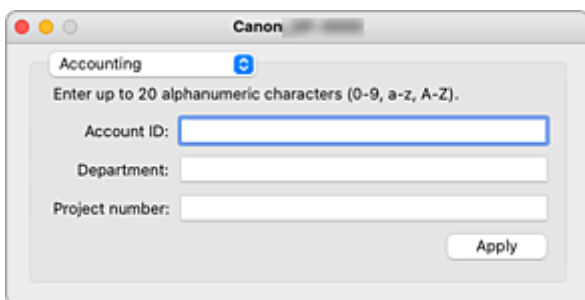 Canon
Accounting
Enter up to 20 alphanumeric characters (0-9, a-z, A-Z).
Account ID:
Department:
Project number:
Apply